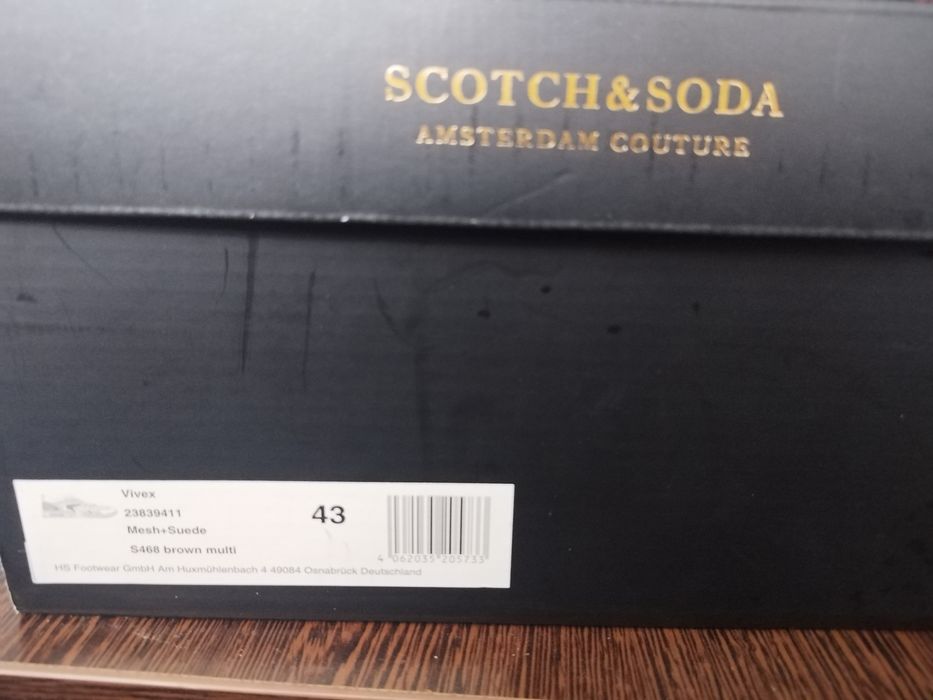 SCOTCH&SODA
AMSTERDAM COUTURE
Vivex
23839411
Mesh+Suede
S468 brown multi
43
4 062035 205733
HS Footwear GmbH Am Huxmühlenbach 4 49084 Osnabrück Deutschland